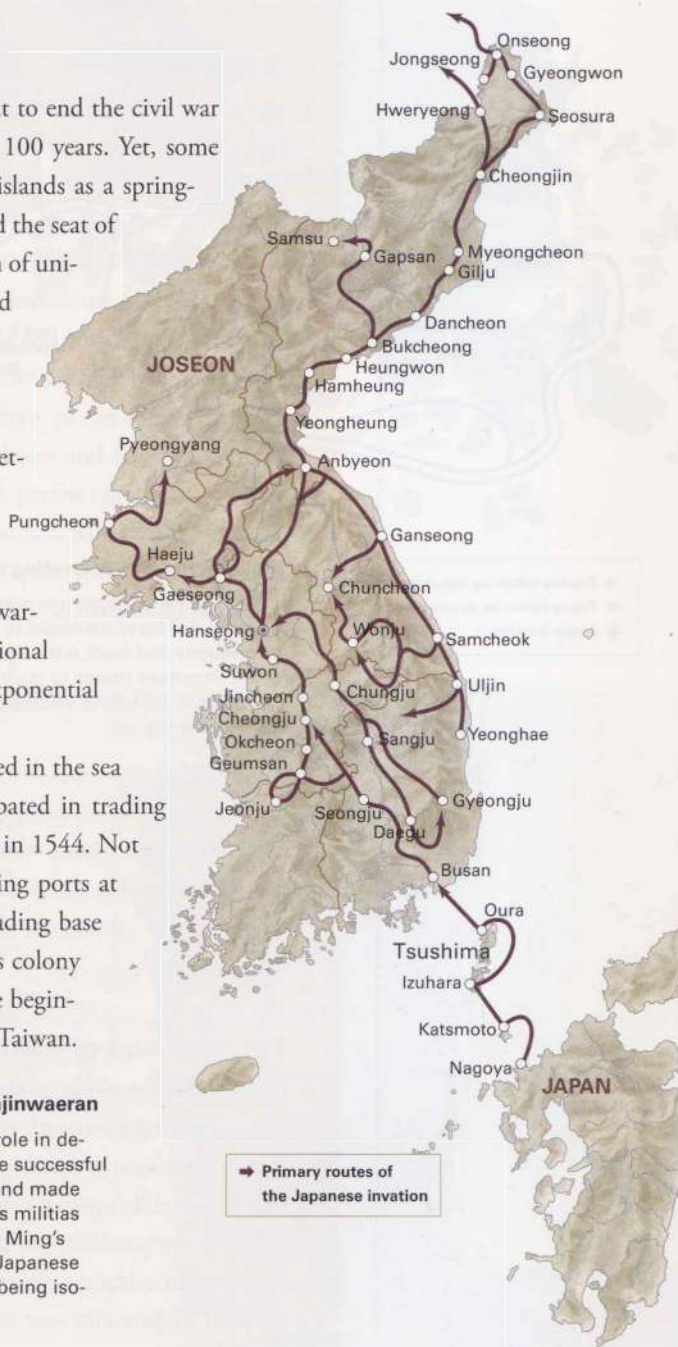 t to end the civil war
100 years. Yet, some
islands as a spring-
d the seat of
n of uni-
d
et-
war-
ional
xponential
ed in the sea
pated in trading
in 1544. Not
ing ports at
ading base
s colony
e begin-
Taiwan.
jinwaeran
role in de-
e successful
nd made
s militias
Ming's
Japanese
being iso-
Onseong
Jongseong
Gyeongwon
Hweryeong
Seosura
Cheongjin
Samsu
Gapsan
Myeongcheon
Gilju
Dancheon
Bukcheong
JOSEON
Heungwon
Hamheung
Yeongheung
Pyeongyang
Anbyeon
Pungcheon
Ganseong
Haeju
Gaeseong
Chuncheon
Hanseong
Wonju
Samcheok
Suwon
Chungju
Uljin
Jincheon
Cheongju
Yeonghae
Okcheon
Sangju
Geumsan
Jeonju
Seongju
Gyeongju
Daegu
Busan
Oura
Tsushima
Izuhara
Katsmoto
Nagoya
JAPAN
Primary routes of
the Japanese invation